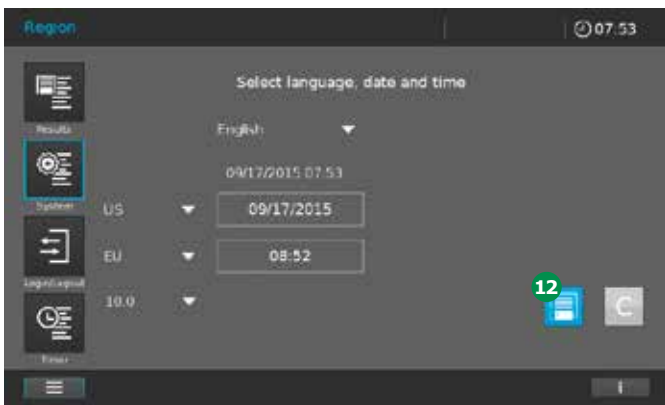 Region
07.53
Select language, date and time
Results
English
09/17/2015 07.53
System
US
09/17/2015
EU
08:52
Login/Logout
10.0
12
C
Timer
i